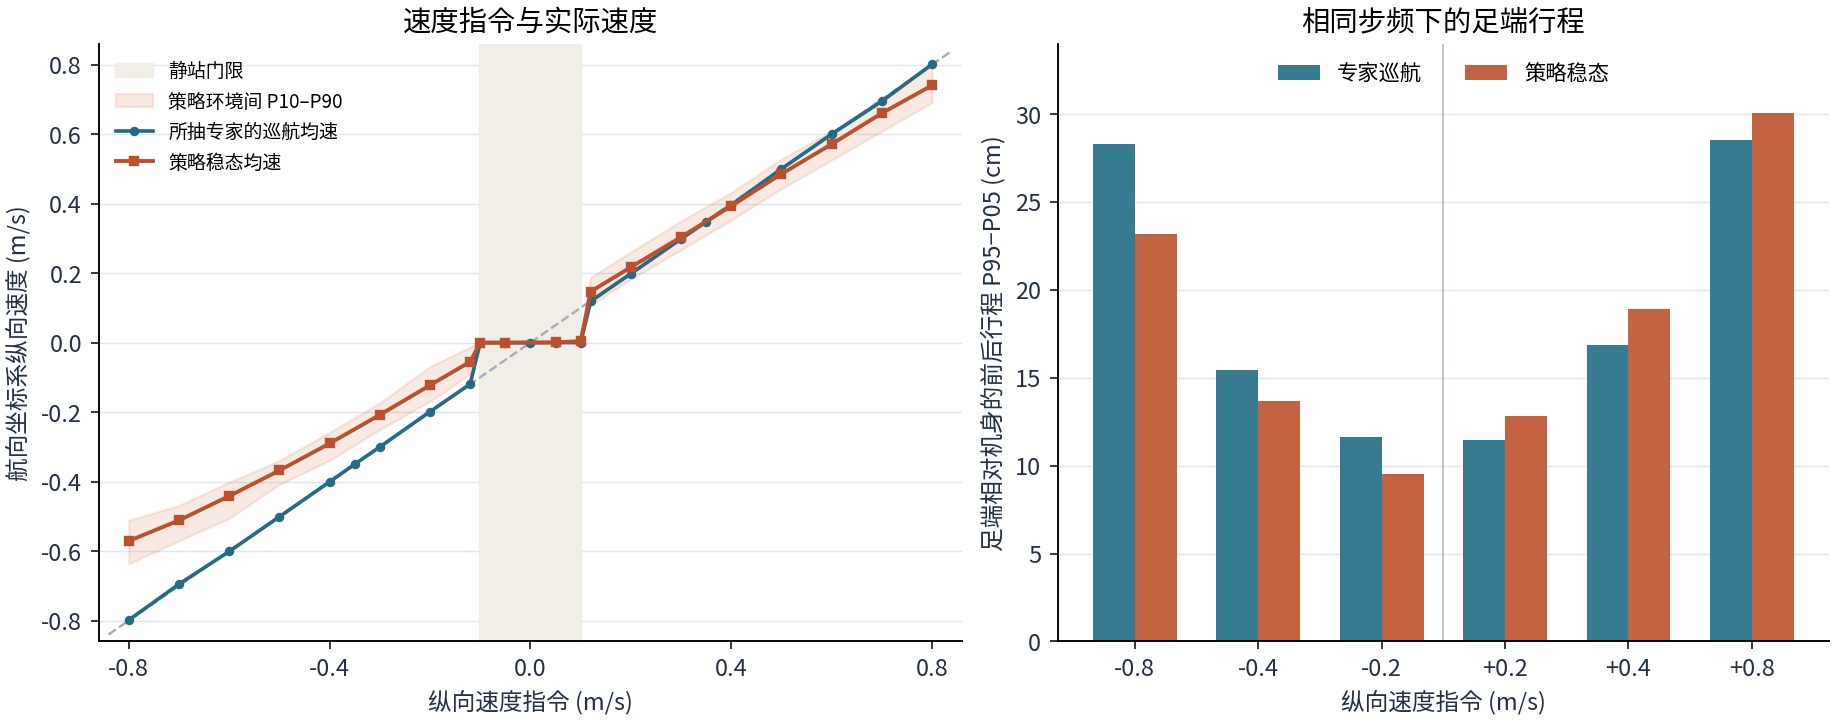 速度指令与实际速度
静站门限
策略环境间 P10–P90
所抽专家的巡航均速
策略稳态均速
航向坐标系纵向速度 (m/s)
0.8
0.6
0.4
0.2
0.0
-0.2
-0.4
-0.6
-0.8
-0.8
-0.4
0.0
0.4
0.8
纵向速度指令 (m/s)
相同步频下的足端行程
专家巡航
策略稳态
足端相对机身的前后行程 P95–P05 (cm)
30
25
20
15
10
5
0
-0.8
-0.4
-0.2
+0.2
+0.4
+0.8
纵向速度指令 (m/s)